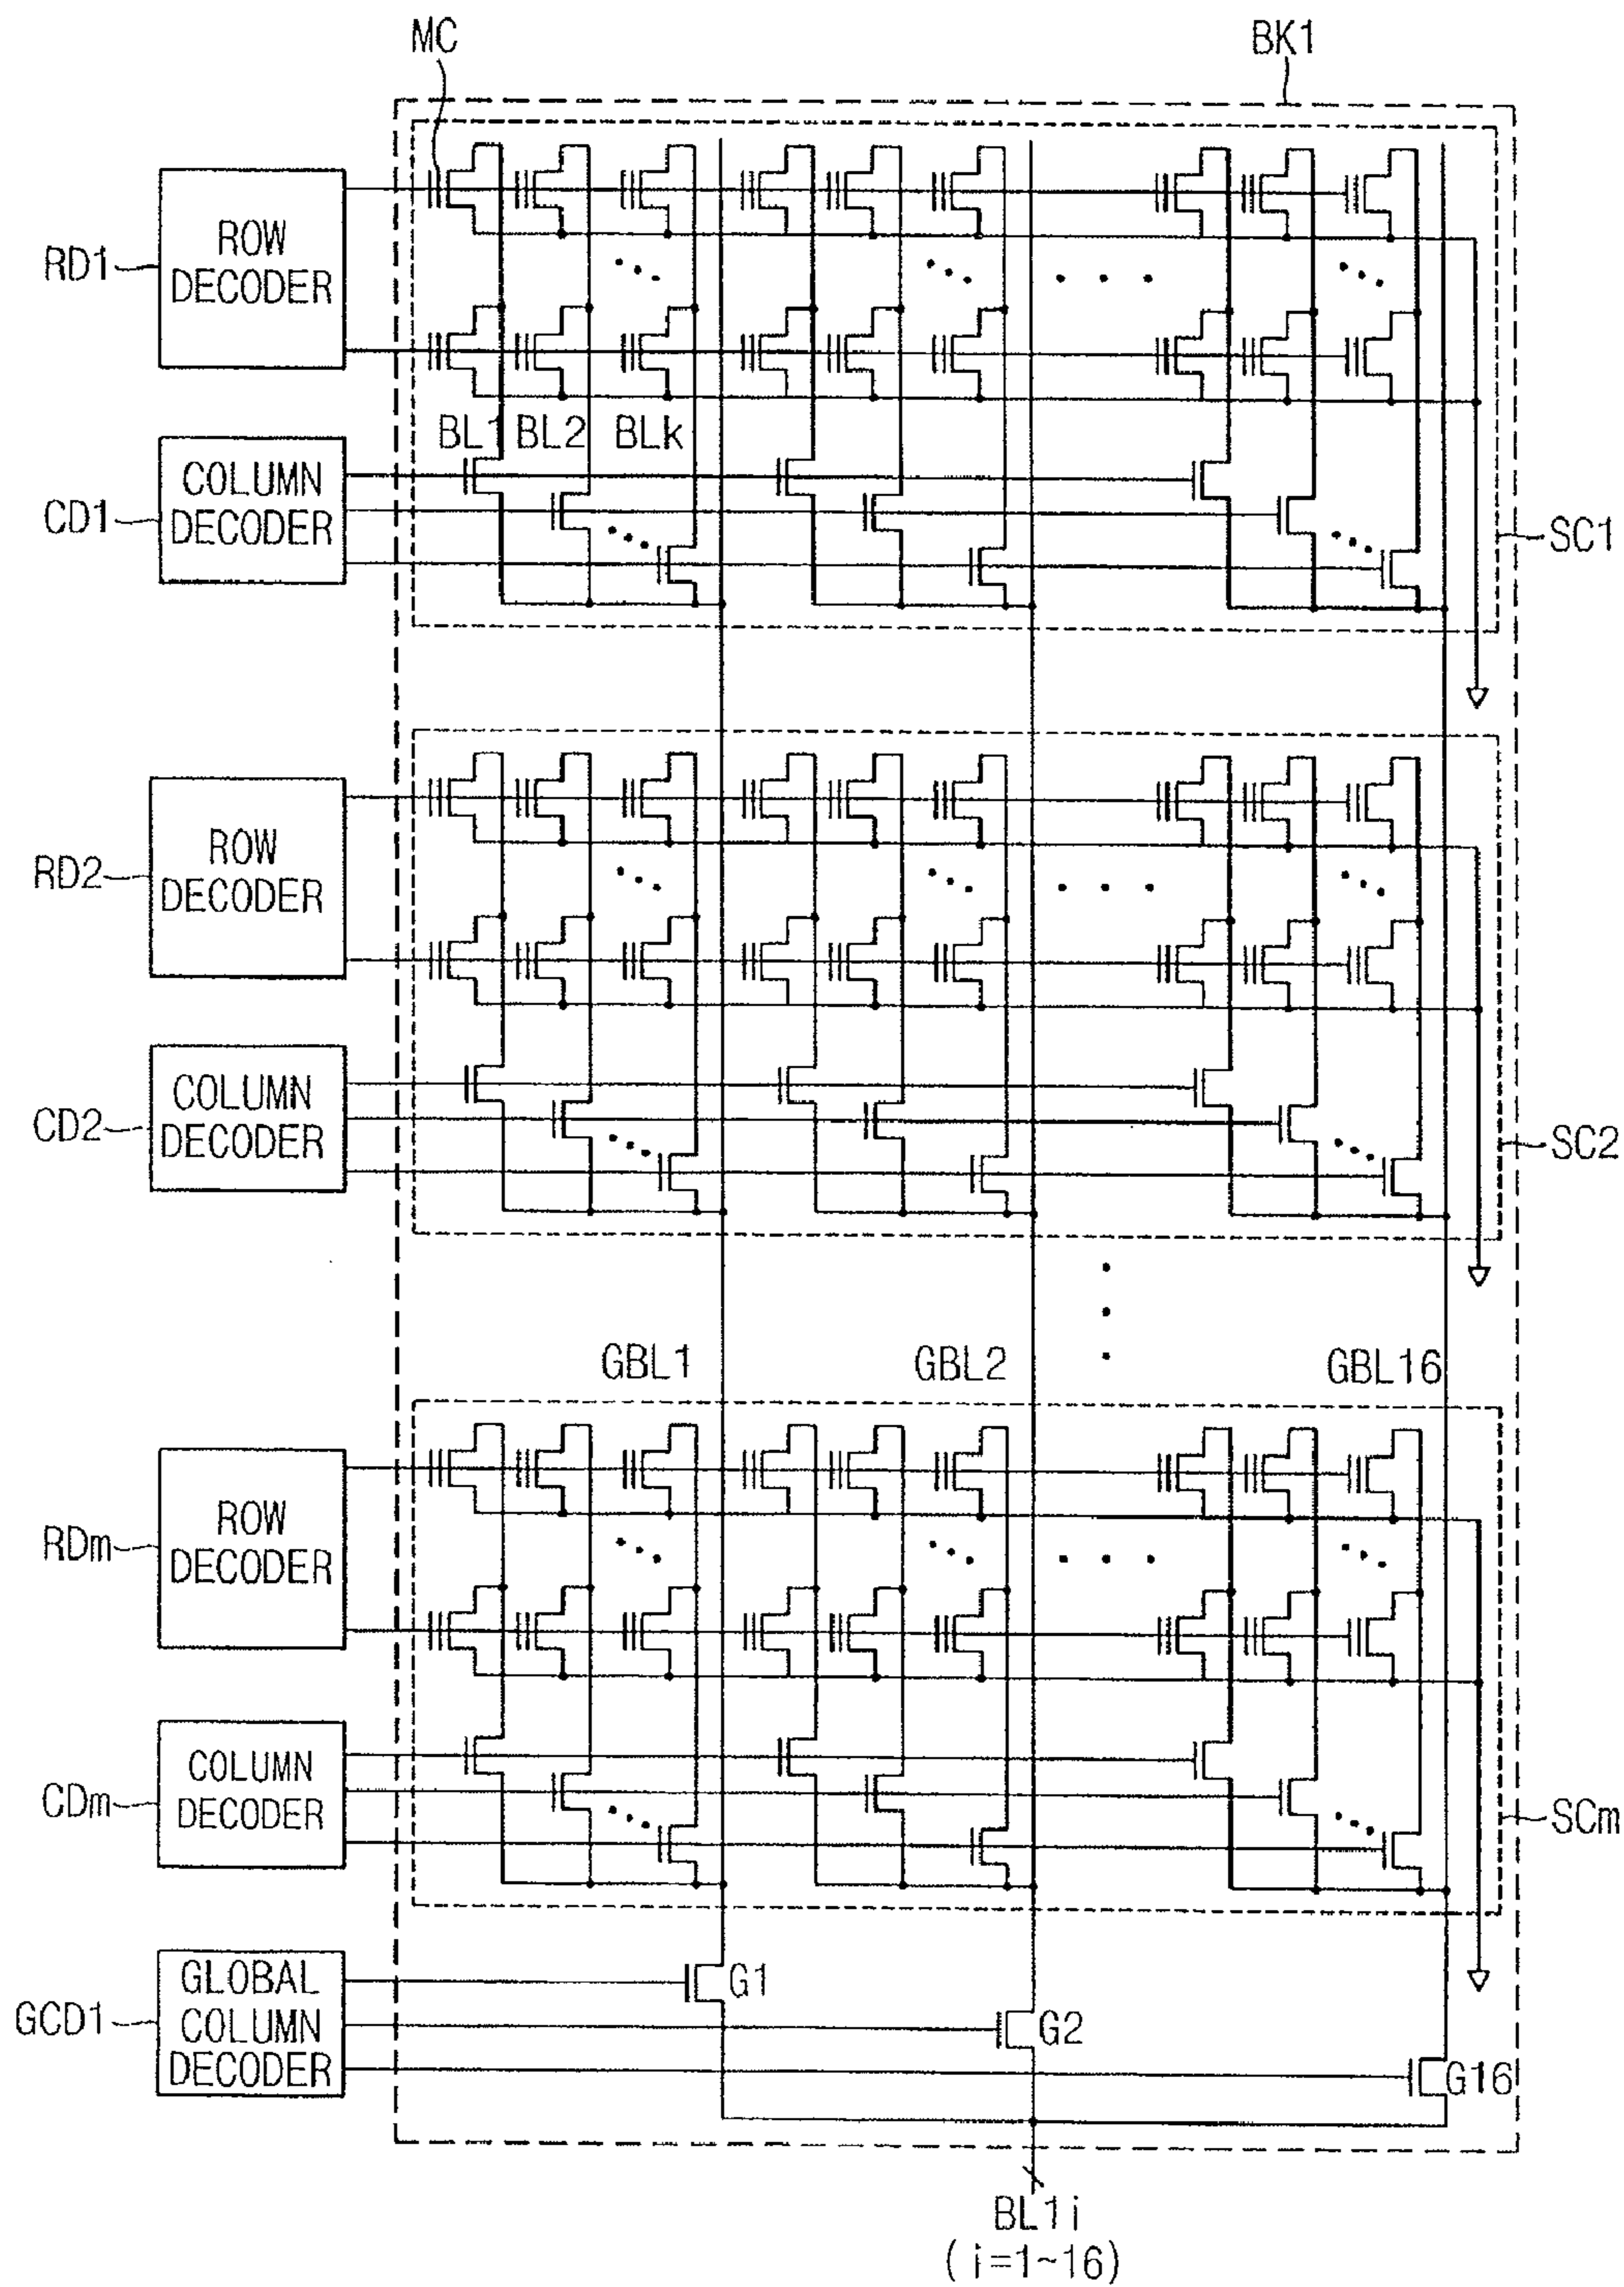 MC
BK1
RD1
ROW
DECODER
BL1 BL2 BLk
CD1
COLUMN
DECODER
SC1
RD2
ROW
DECODER
CD2
COLUMN
DECODER
SC2
GBL1
GBL2
GBL16
RDm
ROW
DECODER
CDm
COLUMN
DECODER
SCm
GCD1
GLOBAL
COLUMN
DECODER
G1
G2
G16
BL1i
(i=1~16)